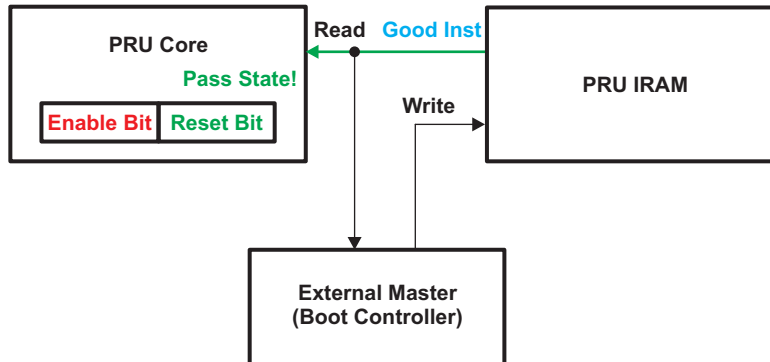 PRU Core
Read
Good Inst
Pass State!
Enable Bit
Reset Bit
PRU IRAM
Write
External Master
(Boot Controller)